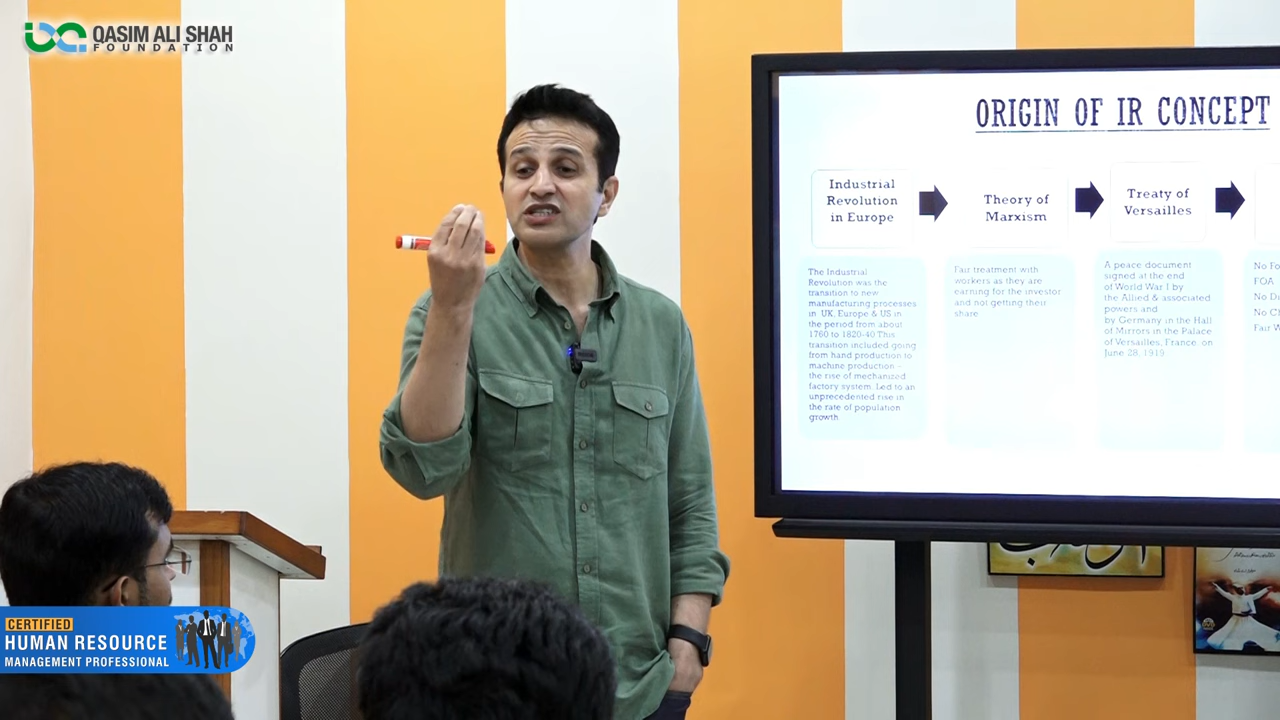 QASIM ALI SHAH
FOUNDATION
ORIGIN OF IR CONCEPT
Industrial
Revolution
in Europe
Theory of
Marxism
Treaty of
Versailles
The Industrial
Revolution was the
transition to new
manufacturing processes
in UK, Europe & US in
the period from about
1760 to 1820-40 This
transition included going
from hand production to
machine production –
the rise of mechanized
factory system. Led to an
unprecedented rise in
the rate of population
growth
Fair treatment with
workers as they are
earning for the investor
and not getting their
share
A peace document
signed at the end
of World War I by
the Allied & associated
powers and
by Germany in the Hall
of Mirrors in the Palace
of Versailles, France on
June 28, 1919
No Fo
FOA
No D
No C
Fair W
CERTIFIED
HUMAN RESOURCE
MANAGEMENT PROFESSIONAL